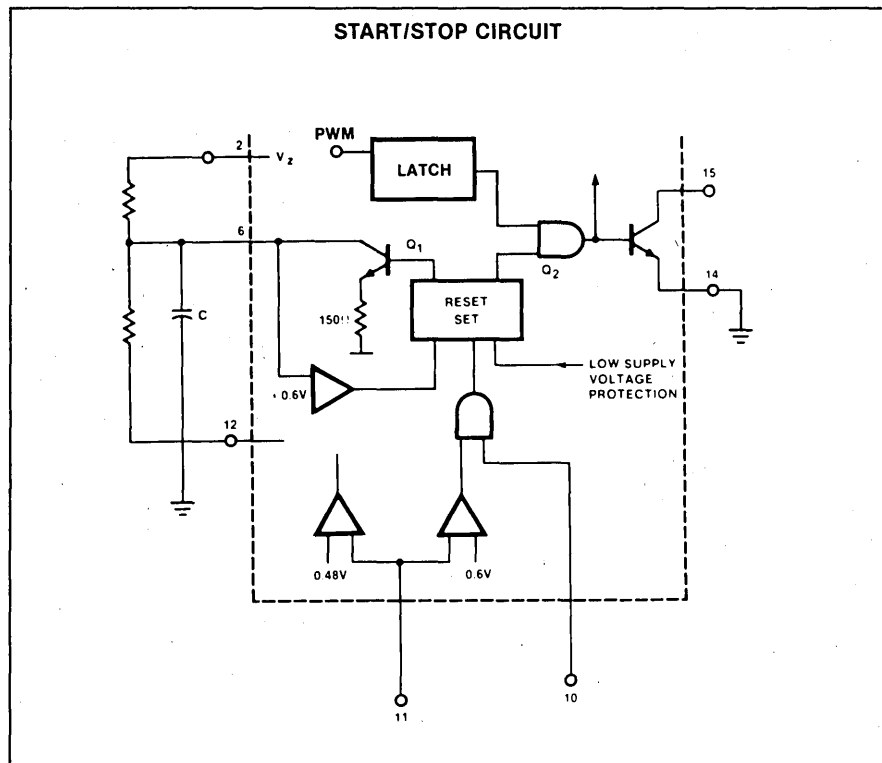 START/STOP CIRCUIT
PWM
2
Vz
LATCH
15
6
Q1
Q2
14
RESET
SET
150Ω
C
LOW SUPPLY
VOLTAGE
PROTECTION
+ 0.6V
12
0.48V
0.6V
10
11